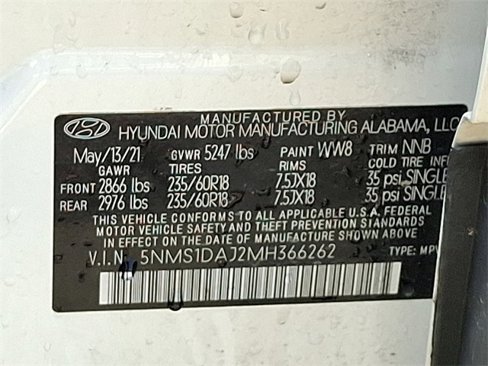 MANUFACTURED BY
HYUNDAI MOTOR MANUFACTURING ALABAMA, LLC
May/13/21 GVWR 5247 lbs PAINT WW8 TRIM NNB
GAWR TIRES RIMS COLD TIRE INF
FRONT 2866 lbs 235/60R18 7.5JX18 35 psi,SINGLE
REAR 2976 lbs 235/60R18 7.5JX18 35 psi,SINGLE
THIS VEHICLE CONFORMS TO ALL APPLICABLE U.S.A. FEDERAL
MOTOR VEHICLE SAFETY AND THEFT PREVENTION STANDARDS
IN EFFECT ON THE DATE OF MANUFACTURE SHOWN ABOVE
V.I.N. 5NMS1DAJ2MH366262 TYPE: MPV